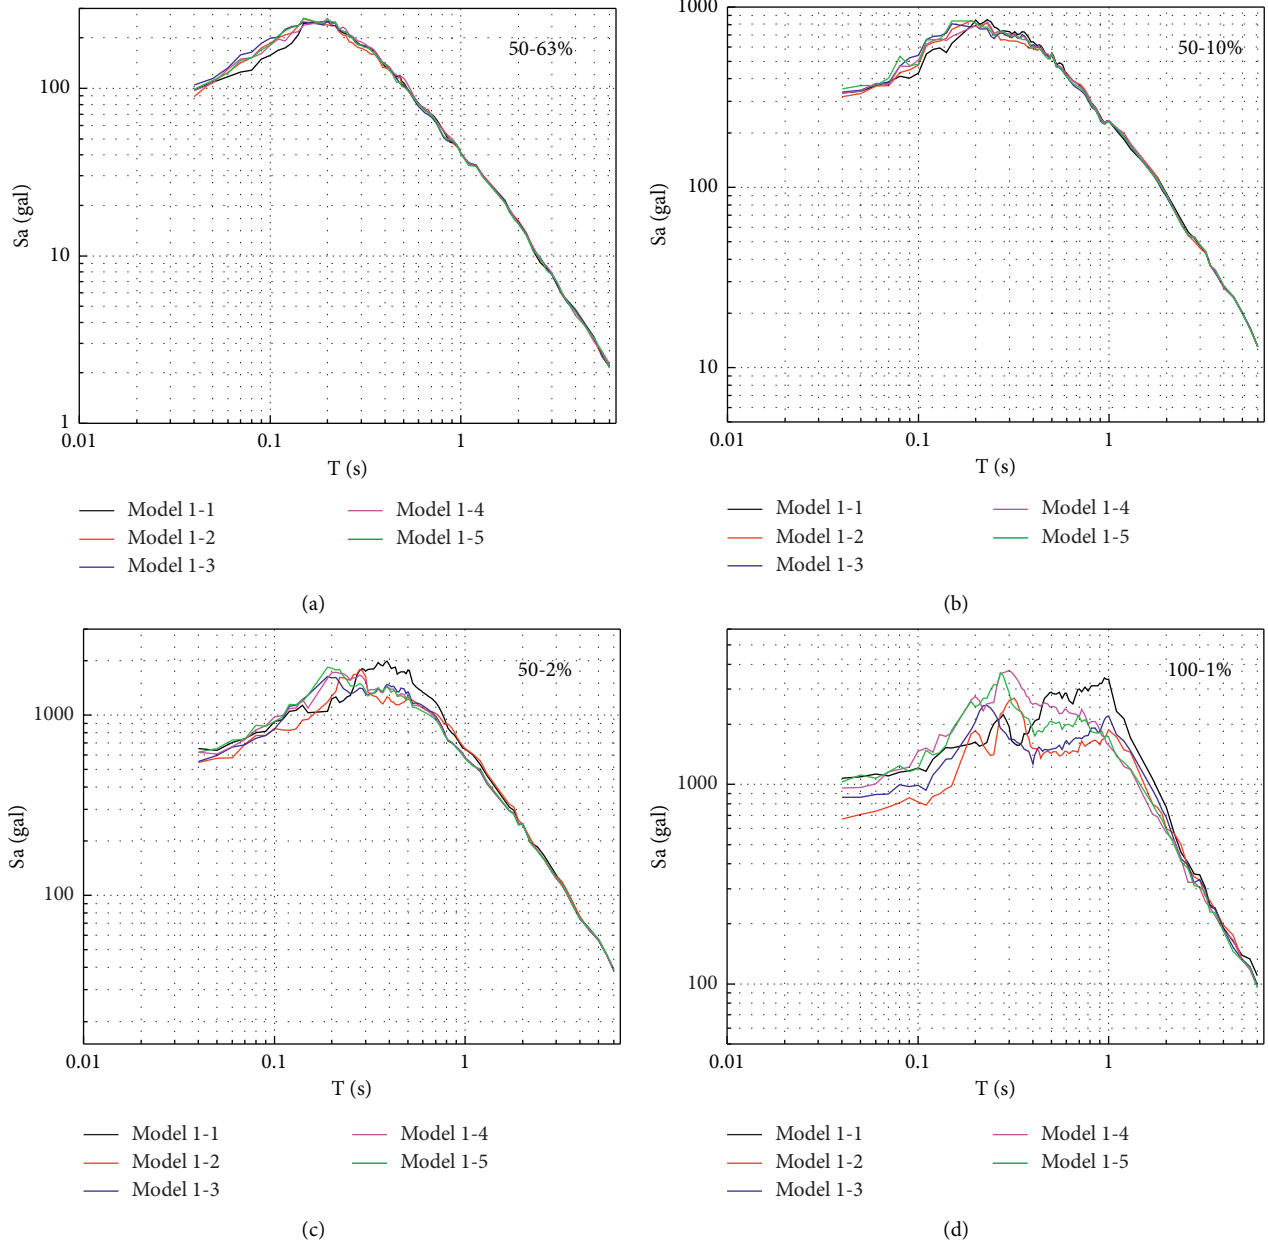 50-63%
100
10
1
Sa (gal)
0.01 0.1 1
T (s)
Model 1-1 Model 1-4
Model 1-2 Model 1-5
Model 1-3
(a)
1000
50-10%
100
10
Sa (gal)
0.01 0.1 1
T (s)
Model 1-1 Model 1-4
Model 1-2 Model 1-5
Model 1-3
(b)
50-2%
1000
100
Sa (gal)
0.01 0.1 1
T (s)
Model 1-1 Model 1-4
Model 1-2 Model 1-5
Model 1-3
(c)
100-1%
1000
100
Sa (gal)
0.01 0.1 1
T (s)
Model 1-1 Model 1-4
Model 1-2 Model 1-5
Model 1-3
(d)